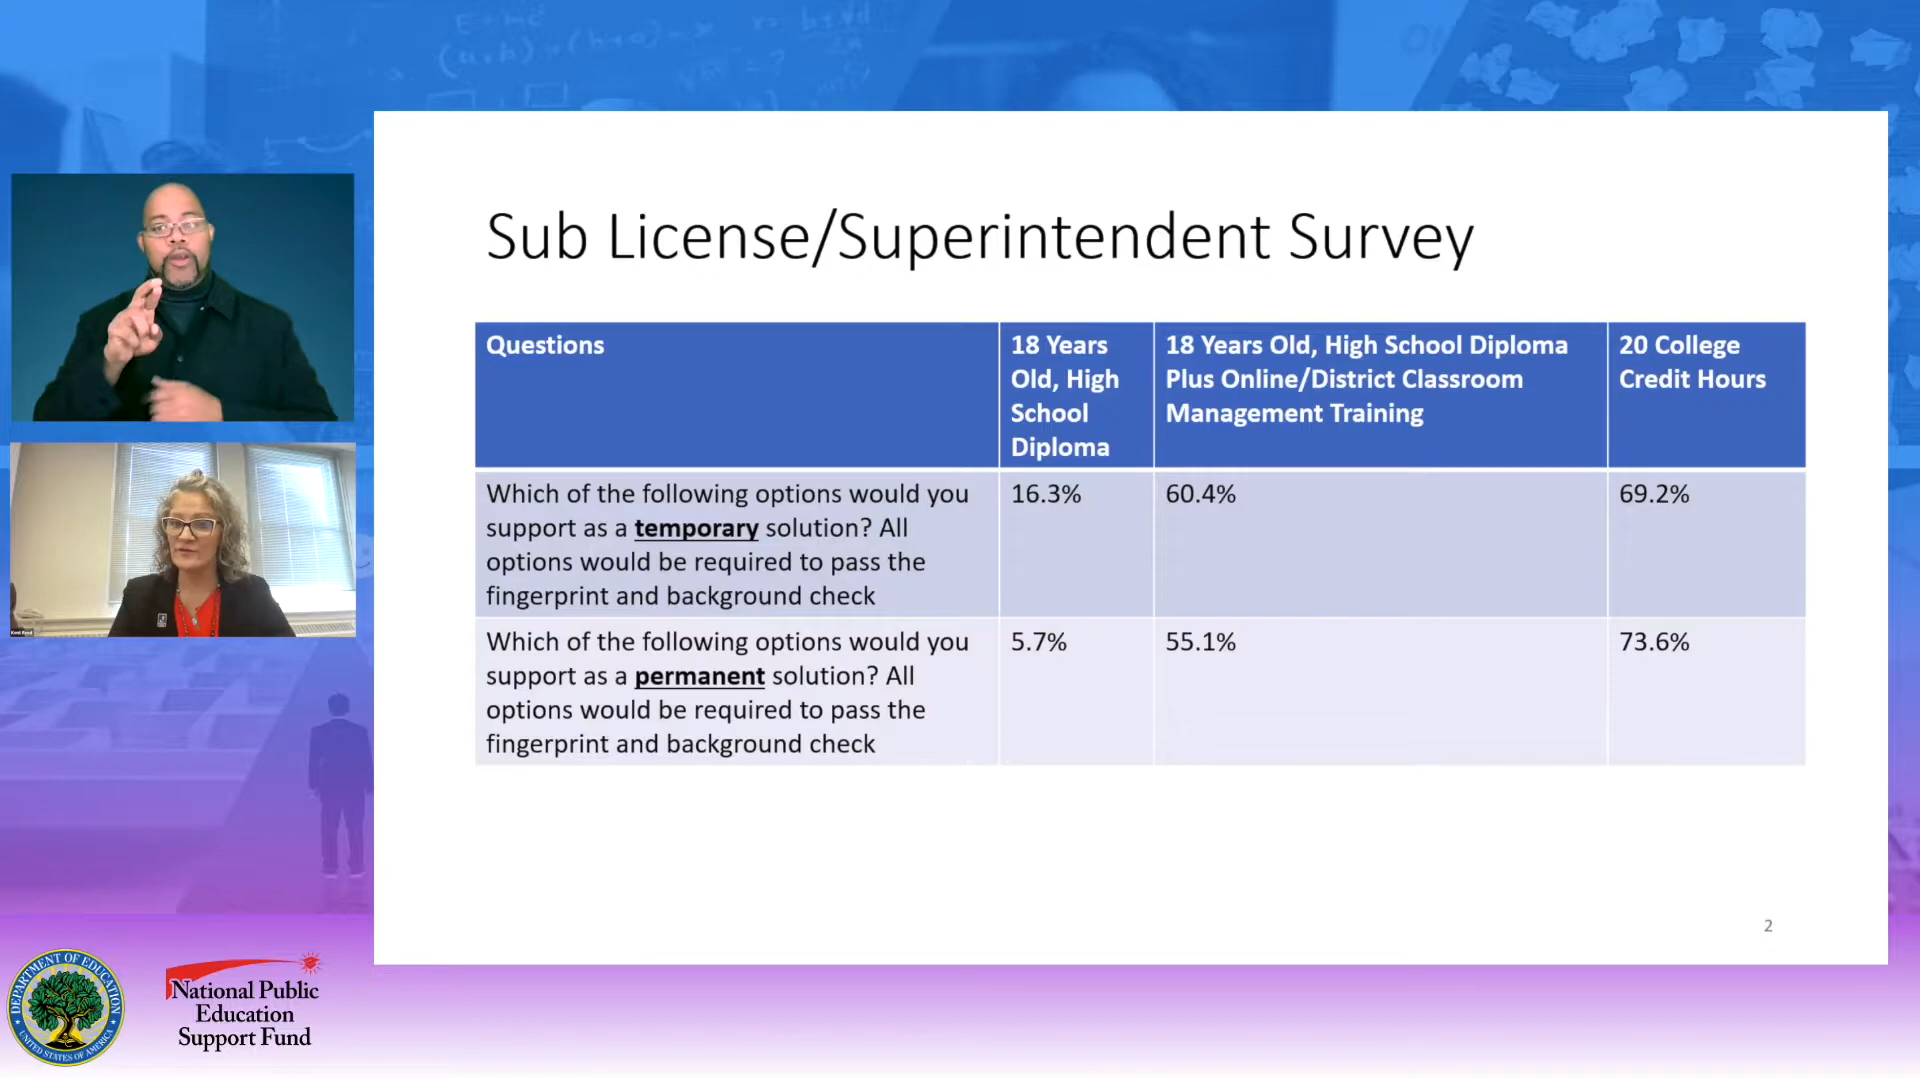 Sub License/Superintendent Survey
Questions
18 Years
Old, High
School
Diploma
18 Years Old, High School Diploma
Plus Online/District Classroom
Management Training
20 College
Credit Hours
Which of the following options would you
support as a temporary solution? All
options would be required to pass the
fingerprint and background check
16.3%
60.4%
69.2%
Which of the following options would you
support as a permanent solution? All
options would be required to pass the
fingerprint and background check
5.7%
55.1%
73.6%
2
DEPARTMENT OF EDUCATION
UNITED STATES OF AMERICA
National Public
Education
Support Fund